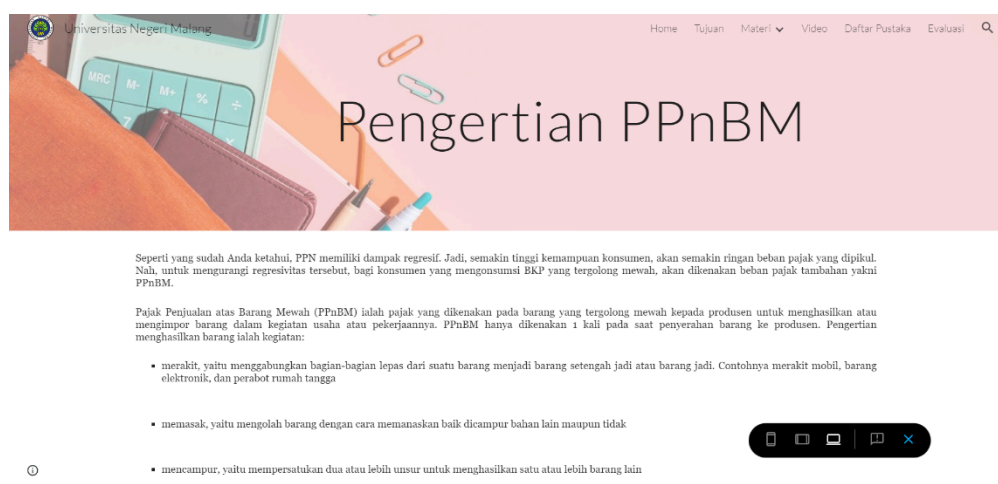 Universitas Negeri Malang
Home Tujuan Materi Video Daftar Pustaka Evaluasi
MRC M- M+ % ÷
7
Pengertian PPnBM
Seperti yang sudah Anda ketahui, PPN memiliki dampak regresif. Jadi, semakin tinggi kemampuan konsumen, akan semakin ringan beban pajak yang dipikul.
Nah, untuk mengurangi regresivitas tersebut, bagi konsumen yang mengonsumsi BKP yang tergolong mewah, akan dikenakan beban pajak tambahan yakni
PPnBM.
Pajak Penjualan atas Barang Mewah (PPnBM) ialah pajak yang dikenakan pada barang yang tergolong mewah kepada produsen untuk menghasilkan atau
mengimpor barang dalam kegiatan usaha atau pekerjaannya. PPnBM hanya dikenakan 1 kali pada saat penyerahan barang ke produsen. Pengertian
menghasilkan barang ialah kegiatan:
▪ merakit, yaitu menggabungkan bagian-bagian lepas dari suatu barang menjadi barang setengah jadi atau barang jadi. Contohnya merakit mobil, barang
elektronik, dan perabot rumah tangga
▪ memasak, yaitu mengolah barang dengan cara memanaskan baik dicampur bahan lain maupun tidak
▪ mencampur, yaitu mempersatukan dua atau lebih unsur untuk menghasilkan satu atau lebih barang lain